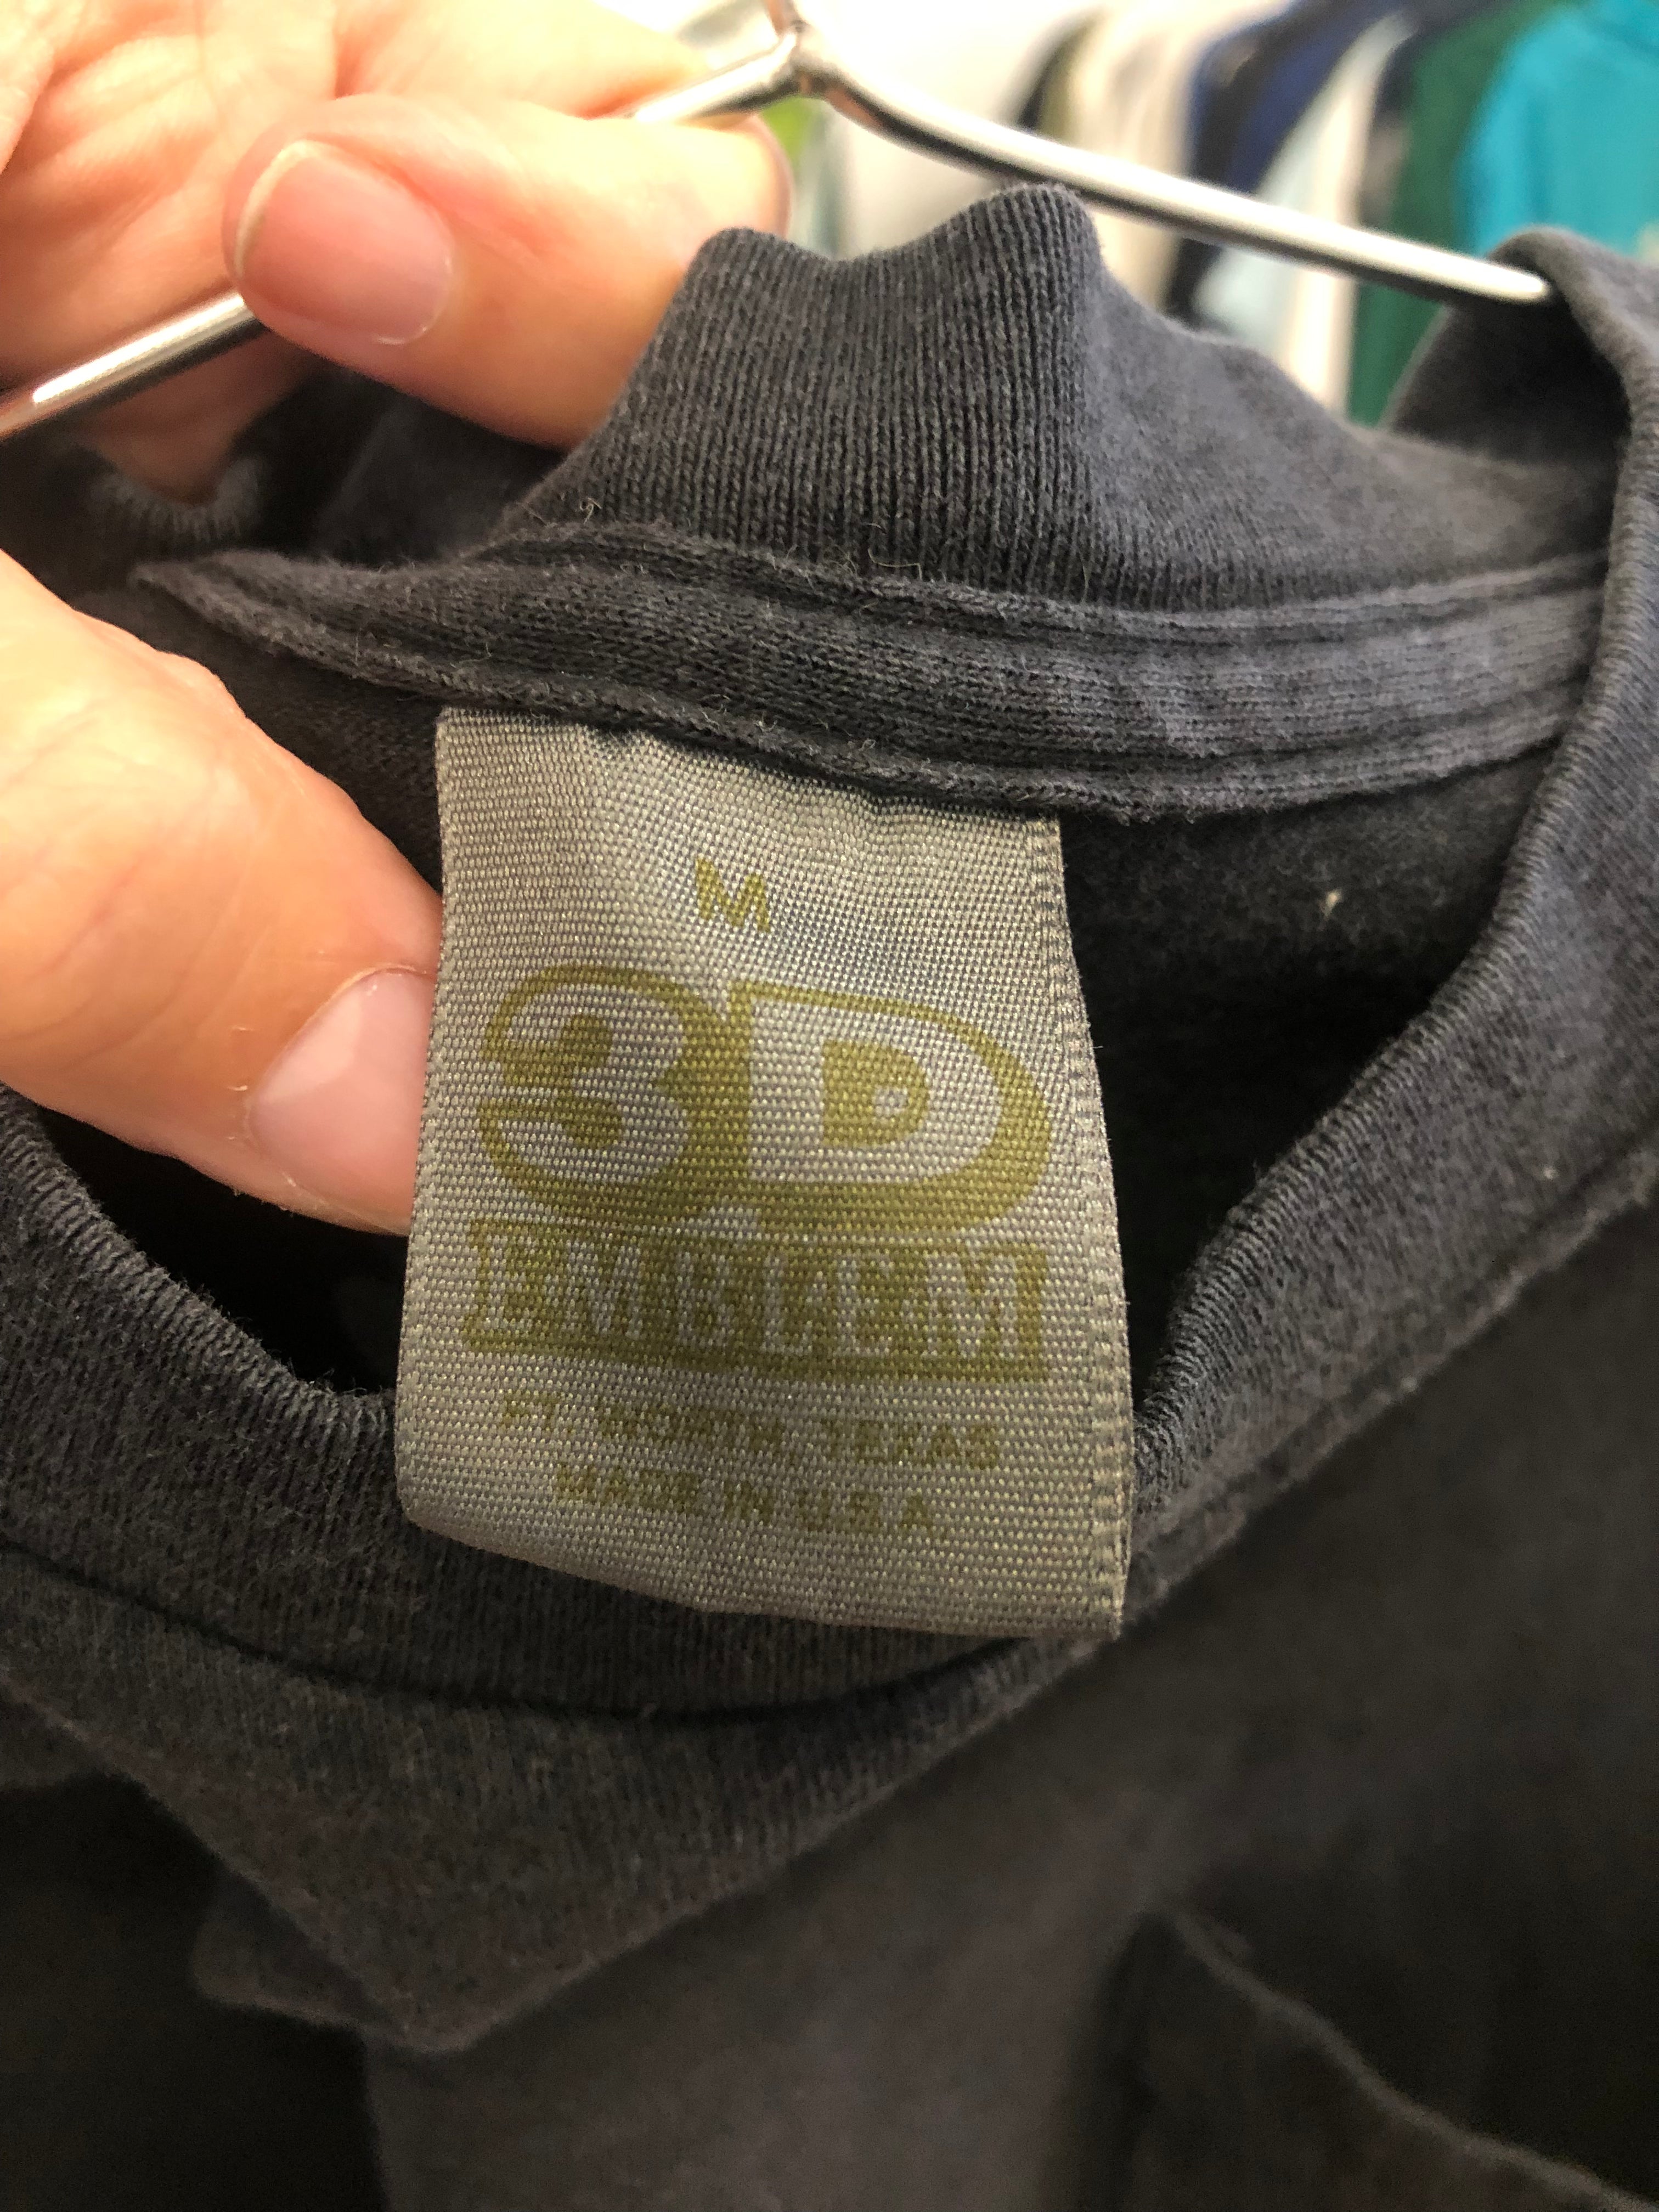 M
3D
EMBLEM
FT. WORTH, TEXAS
MADE IN U.S.A.